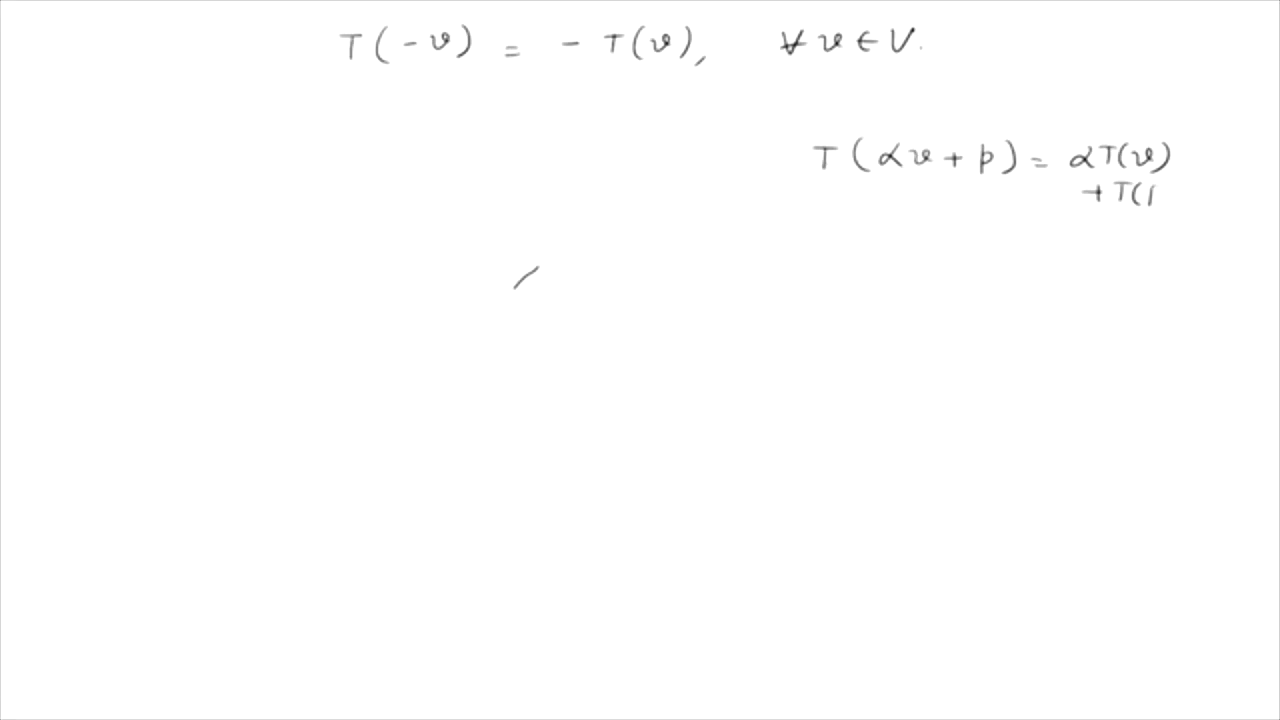 T(-v) = - T(v), ∀ v ∈ V.
T(αv + p) = αT(v)
+ T(